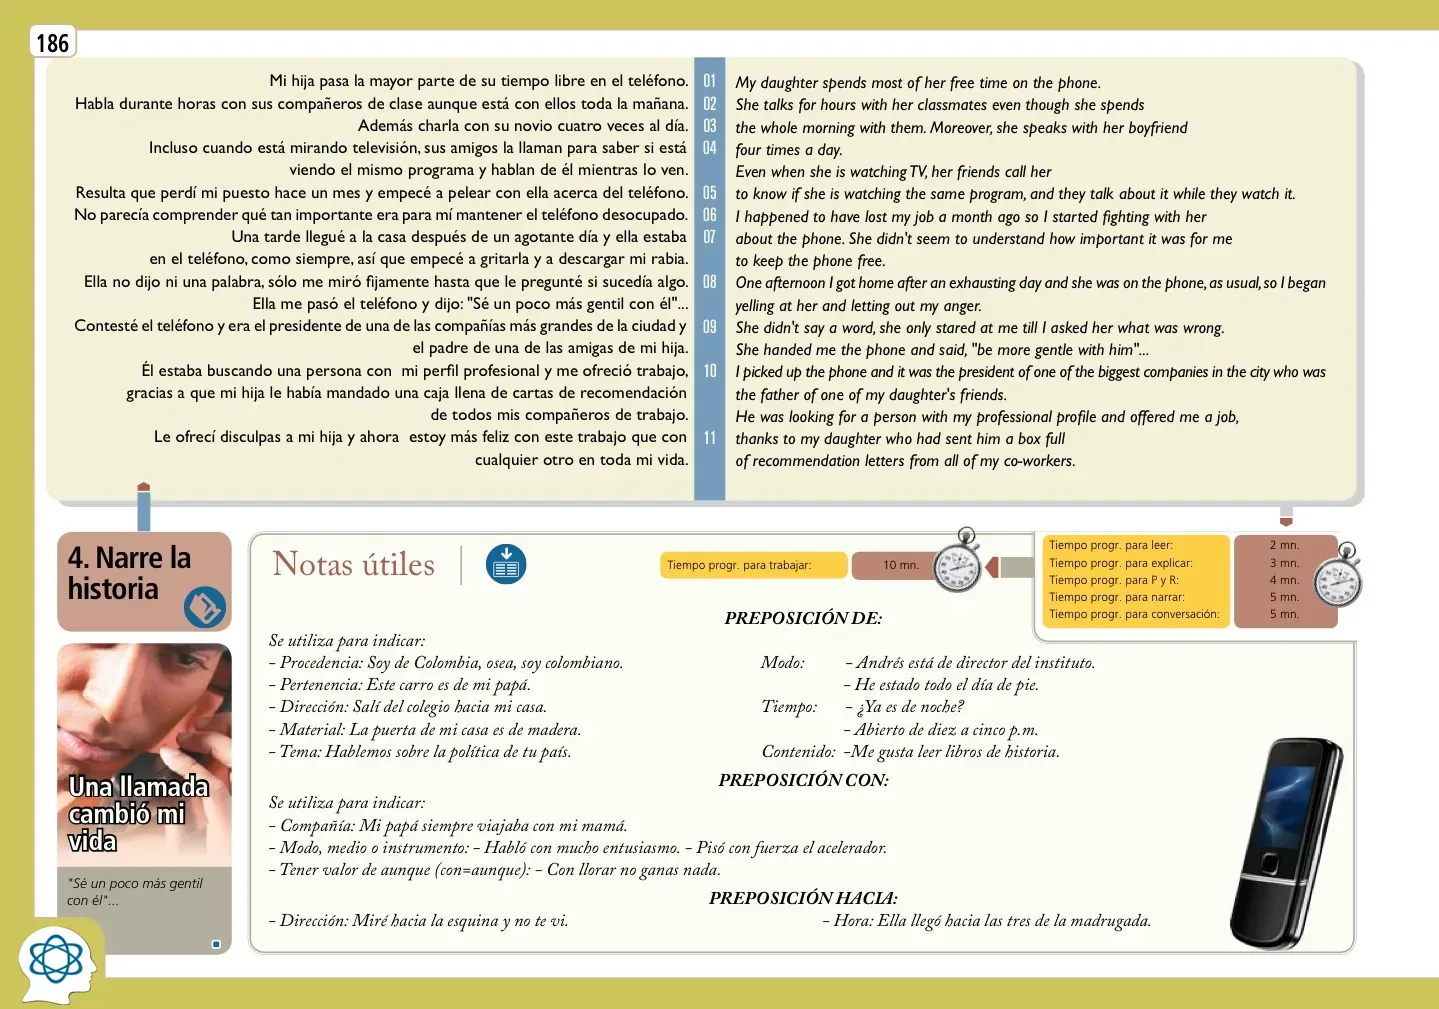 186
Mi hija pasa la mayor parte de su tiempo libre en el teléfono.
Habla durante horas con sus compañeros de clase aunque está con ellos toda la mañana.
Además charla con su novio cuatro veces al día.
Incluso cuando está mirando televisión, sus amigos la llaman para saber si está
viendo el mismo programa y hablan de él mientras lo ven.
Resulta que perdí mi puesto hace un mes y empecé a pelear con ella acerca del teléfono.
No parecía comprender qué tan importante era para mí mantener el teléfono desocupado.
Una tarde llegué a la casa después de un agotante día y ella estaba
en el teléfono, como siempre, así que empecé a gritarla y a descargar mi rabia.
Ella no dijo ni una palabra, sólo me miró fijamente hasta que le pregunté si sucedía algo.
Ella me pasó el teléfono y dijo: "Sé un poco más gentil con él"...
Contesté el teléfono y era el presidente de una de las compañías más grandes de la ciudad y
el padre de una de las amigas de mi hija.
Él estaba buscando una persona con mi perfil profesional y me ofreció trabajo,
gracias a que mi hija le había mandado una caja llena de cartas de recomendación
de todos mis compañeros de trabajo.
Le ofrecí disculpas a mi hija y ahora estoy más feliz con este trabajo que con
cualquier otro en toda mi vida.
01
02
03
04
05
06
07
08
09
10
11
My daughter spends most of her free time on the phone.
She talks for hours with her classmates even though she spends
the whole morning with them. Moreover, she speaks with her boyfriend
four times a day.
Even when she is watching TV, her friends call her
to know if she is watching the same program, and they talk about it while they watch it.
I happened to have lost my job a month ago so I started fighting with her
about the phone. She didn't seem to understand how important it was for me
to keep the phone free.
One afternoon I got home after an exhausting day and she was on the phone, as usual, so I began
yelling at her and letting out my anger.
She didn't say a word, she only stared at me till I asked her what was wrong.
She handed me the phone and said, "be more gentle with him"...
I picked up the phone and it was the president of one of the biggest companies in the city who was
the father of one of my daughter's friends.
He was looking for a person with my professional profile and offered me a job,
thanks to my daughter who had sent him a box full
of recommendation letters from all of my co-workers.
4. Narre la
historia
Una llamada
cambió mi
vida
"Sé un poco más gentil
con él"...
Notas útiles
Tiempo progr. para trabajar: 10 mn.
Tiempo progr. para leer: 2 mn.
Tiempo progr. para explicar: 3 mn.
Tiempo progr. para P y R: 4 mn.
Tiempo progr. para narrar: 5 mn.
Tiempo progr. para conversación: 5 mn.
PREPOSICIÓN DE:
Se utiliza para indicar:
- Procedencia: Soy de Colombia, osea, soy colombiano.
- Pertenencia: Este carro es de mi papá.
- Dirección: Salí del colegio hacia mi casa.
- Material: La puerta de mi casa es de madera.
- Tema: Hablemos sobre la política de tu país.
Modo: - Andrés está de director del instituto.
- He estado todo el día de pie.
Tiempo: - ¿Ya es de noche?
- Abierto de diez a cinco p.m.
Contenido: -Me gusta leer libros de historia.
PREPOSICIÓN CON:
Se utiliza para indicar:
- Compañía: Mi papá siempre viajaba con mi mamá.
- Modo, medio o instrumento: - Habló con mucho entusiasmo. - Pisó con fuerza el acelerador.
- Tener valor de aunque (con=aunque): - Con llorar no ganas nada.
PREPOSICIÓN HACIA:
- Dirección: Miré hacia la esquina y no te vi. - Hora: Ella llegó hacia las tres de la madrugada.